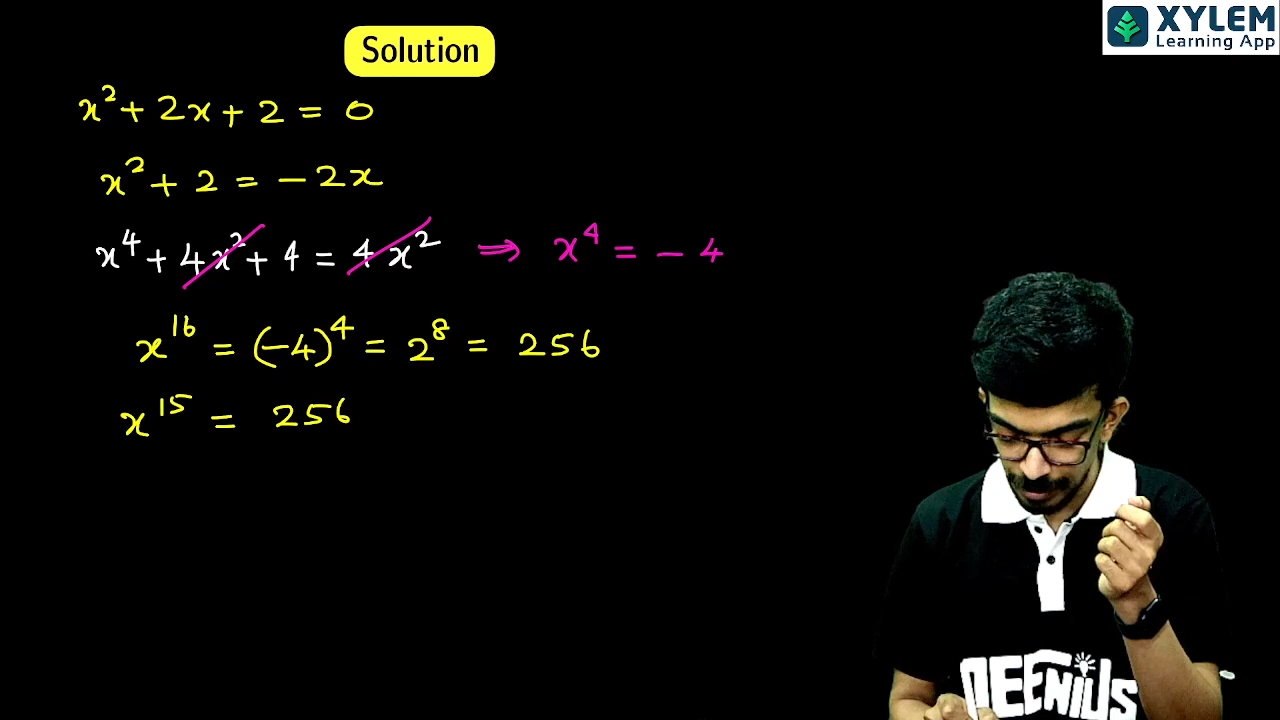 XYLEM
Learning App
Solution
x² + 2x + 2 = 0
x² + 2 = -2x
x⁴ + 4x² + 4 = 4x² ⇒ x⁴ = -4
x¹⁶ = (-4)⁴ = 2⁸ = 256
x¹⁵ = 256
DEENIUS